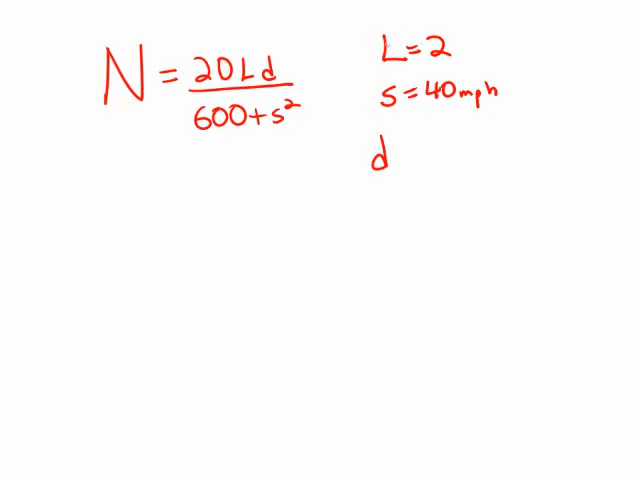 N = 20Ld / 600+s²
L=2
s=40mph
d